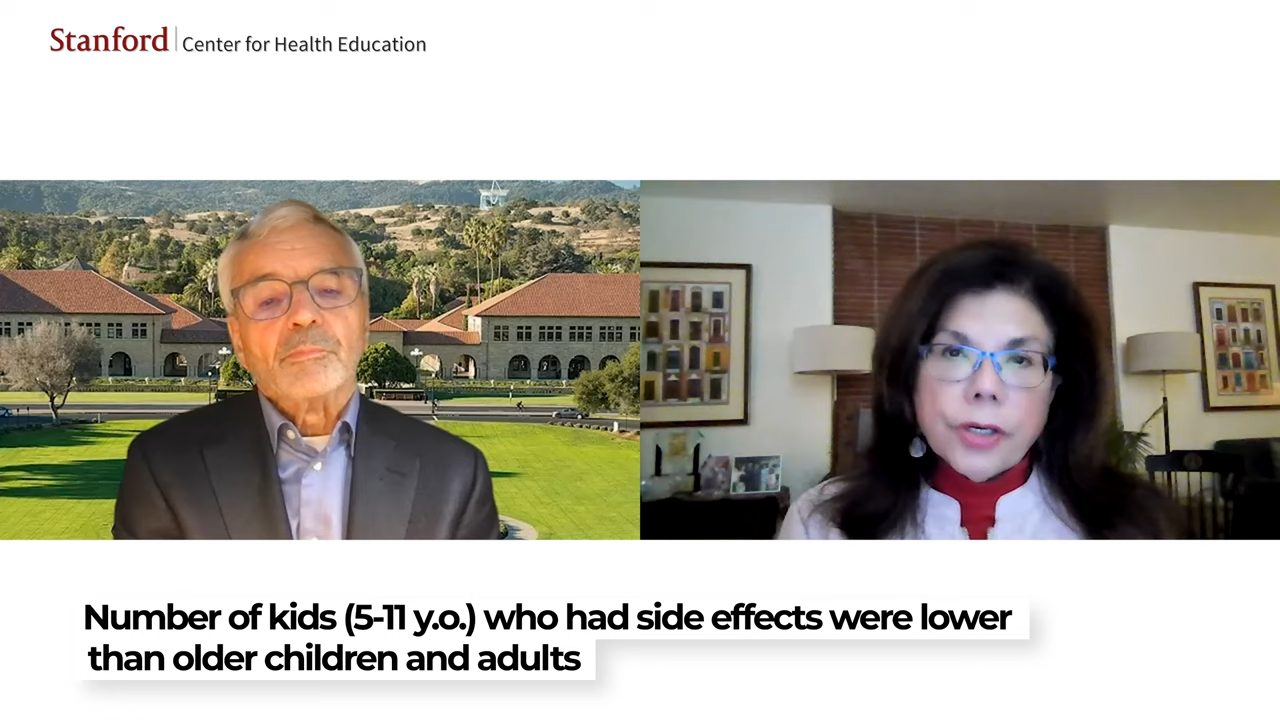 Stanford Center for Health Education
Number of kids (5-11 y.o.) who had side effects were lower
than older children and adults